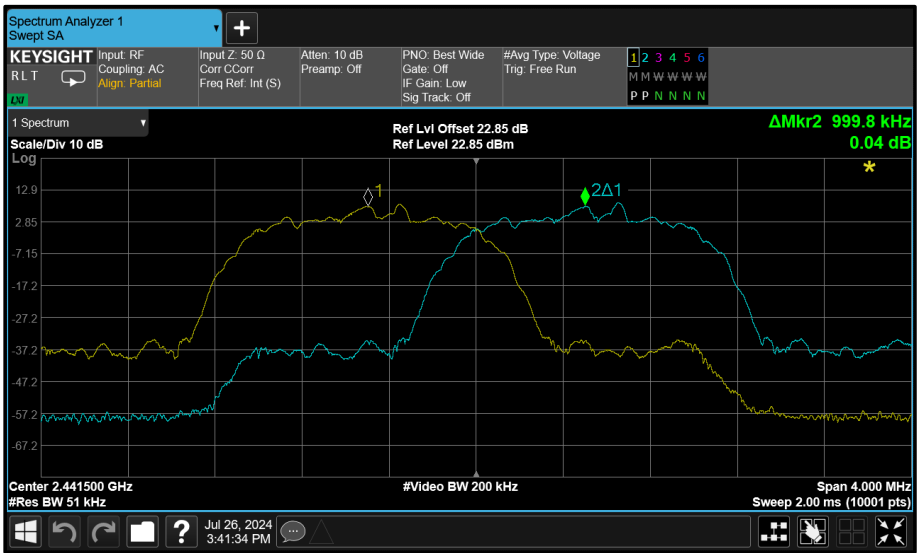 Spectrum Analyzer 1
Swept SA
+
KEYSIGHT
RLT
LXI
Input: RF
Coupling: AC
Align: Partial
Input Z: 50 Ω
Corr CCorr
Freq Ref: Int (S)
Atten: 10 dB
Preamp: Off
PNO: Best Wide
Gate: Off
IF Gain: Low
Sig Track: Off
#Avg Type: Voltage
Trig: Free Run
1 2 3 4 5 6
M M W W W W
P P N N N N
1 Spectrum
Scale/Div 10 dB
Ref Lvl Offset 22.85 dB
Ref Level 22.85 dBm
ΔMkr2 999.8 kHz
0.04 dB
Log
*
1
2Δ1
12.9
2.85
-7.15
-17.2
-27.2
-37.2
-47.2
-57.2
-67.2
Center 2.441500 GHz
#Video BW 200 kHz
Span 4.000 MHz
#Res BW 51 kHz
Sweep 2.00 ms (10001 pts)
?
Jul 26, 2024
3:41:34 PM